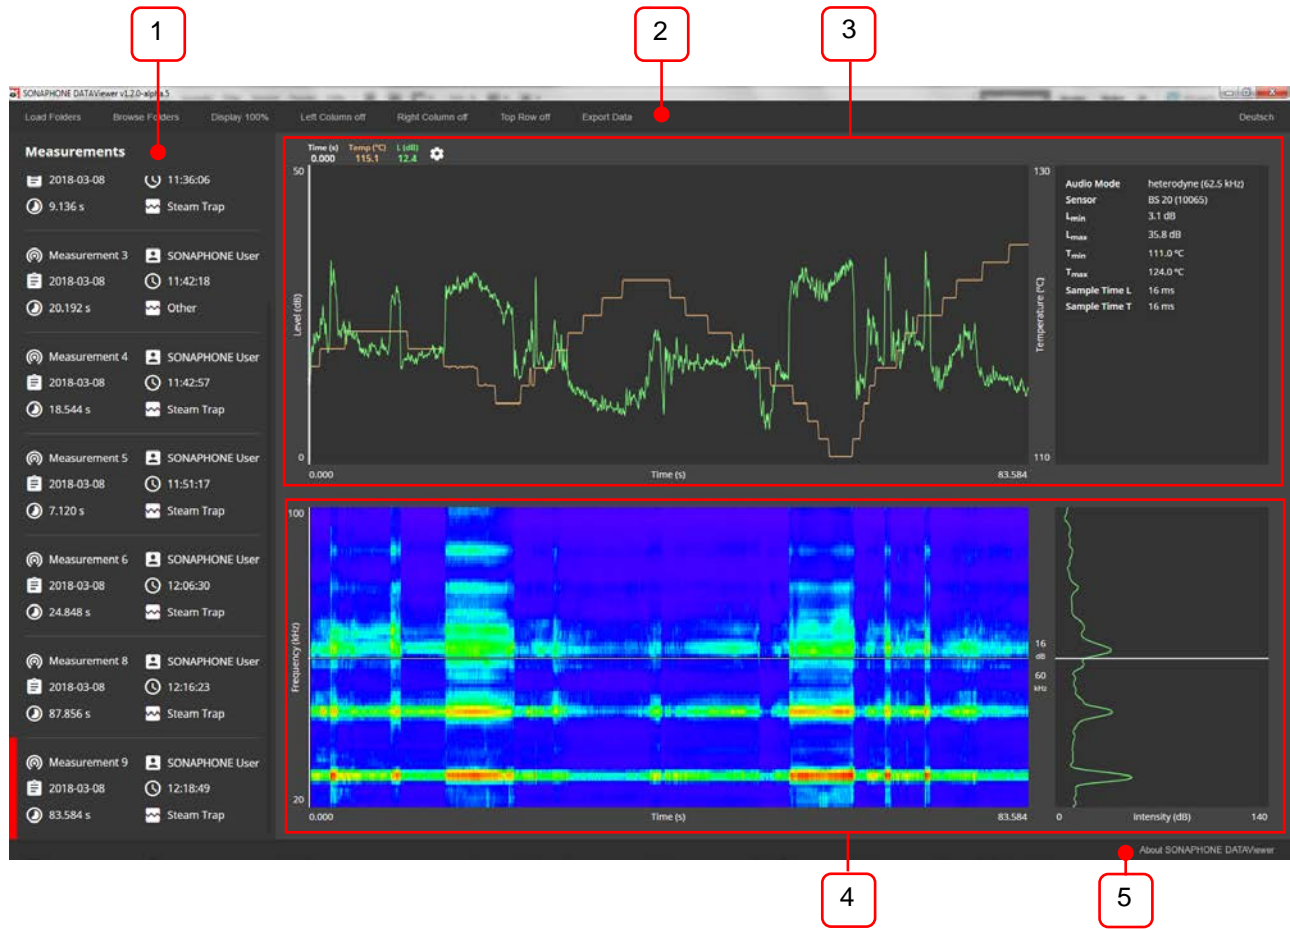 1
2
3
SONAPHONE DATAViewer v1.2.0-alpha.5
Load Folders Browse Folders Display 100% Left Column off Right Column off Top Row off Export Data Deutsch
Measurements
2018-03-08 11:36:06
9.136 s Steam Trap
Measurement 3 SONAPHONE User
2018-03-08 11:42:18
20.192 s Other
Measurement 4 SONAPHONE User
2018-03-08 11:42:57
18.544 s Steam Trap
Measurement 5 SONAPHONE User
2018-03-08 11:51:17
7.120 s Steam Trap
Measurement 6 SONAPHONE User
2018-03-08 12:06:30
24.848 s Steam Trap
Measurement 8 SONAPHONE User
2018-03-08 12:16:23
87.856 s Steam Trap
Measurement 9 SONAPHONE User
2018-03-08 12:18:49
83.584 s Steam Trap
Time (s) Temp (°C) L (dB)
0.000 115.1 12.4
50
Level (dB)
0
0.000 Time (s) 83.584
130
Temperature (°C)
110
Audio Mode heterodyne (62.5 kHz)
Sensor BS 20 (10065)
Lmin 3.1 dB
Lmax 35.8 dB
Tmin 111.0 °C
Tmax 124.0 °C
Sample Time L 16 ms
Sample Time T 16 ms
100
Frequency (kHz)
20
0.000 Time (s) 83.584
16
dB
60
kHz
0 Intensity (dB) 140
About SONAPHONE DATAViewer
4
5